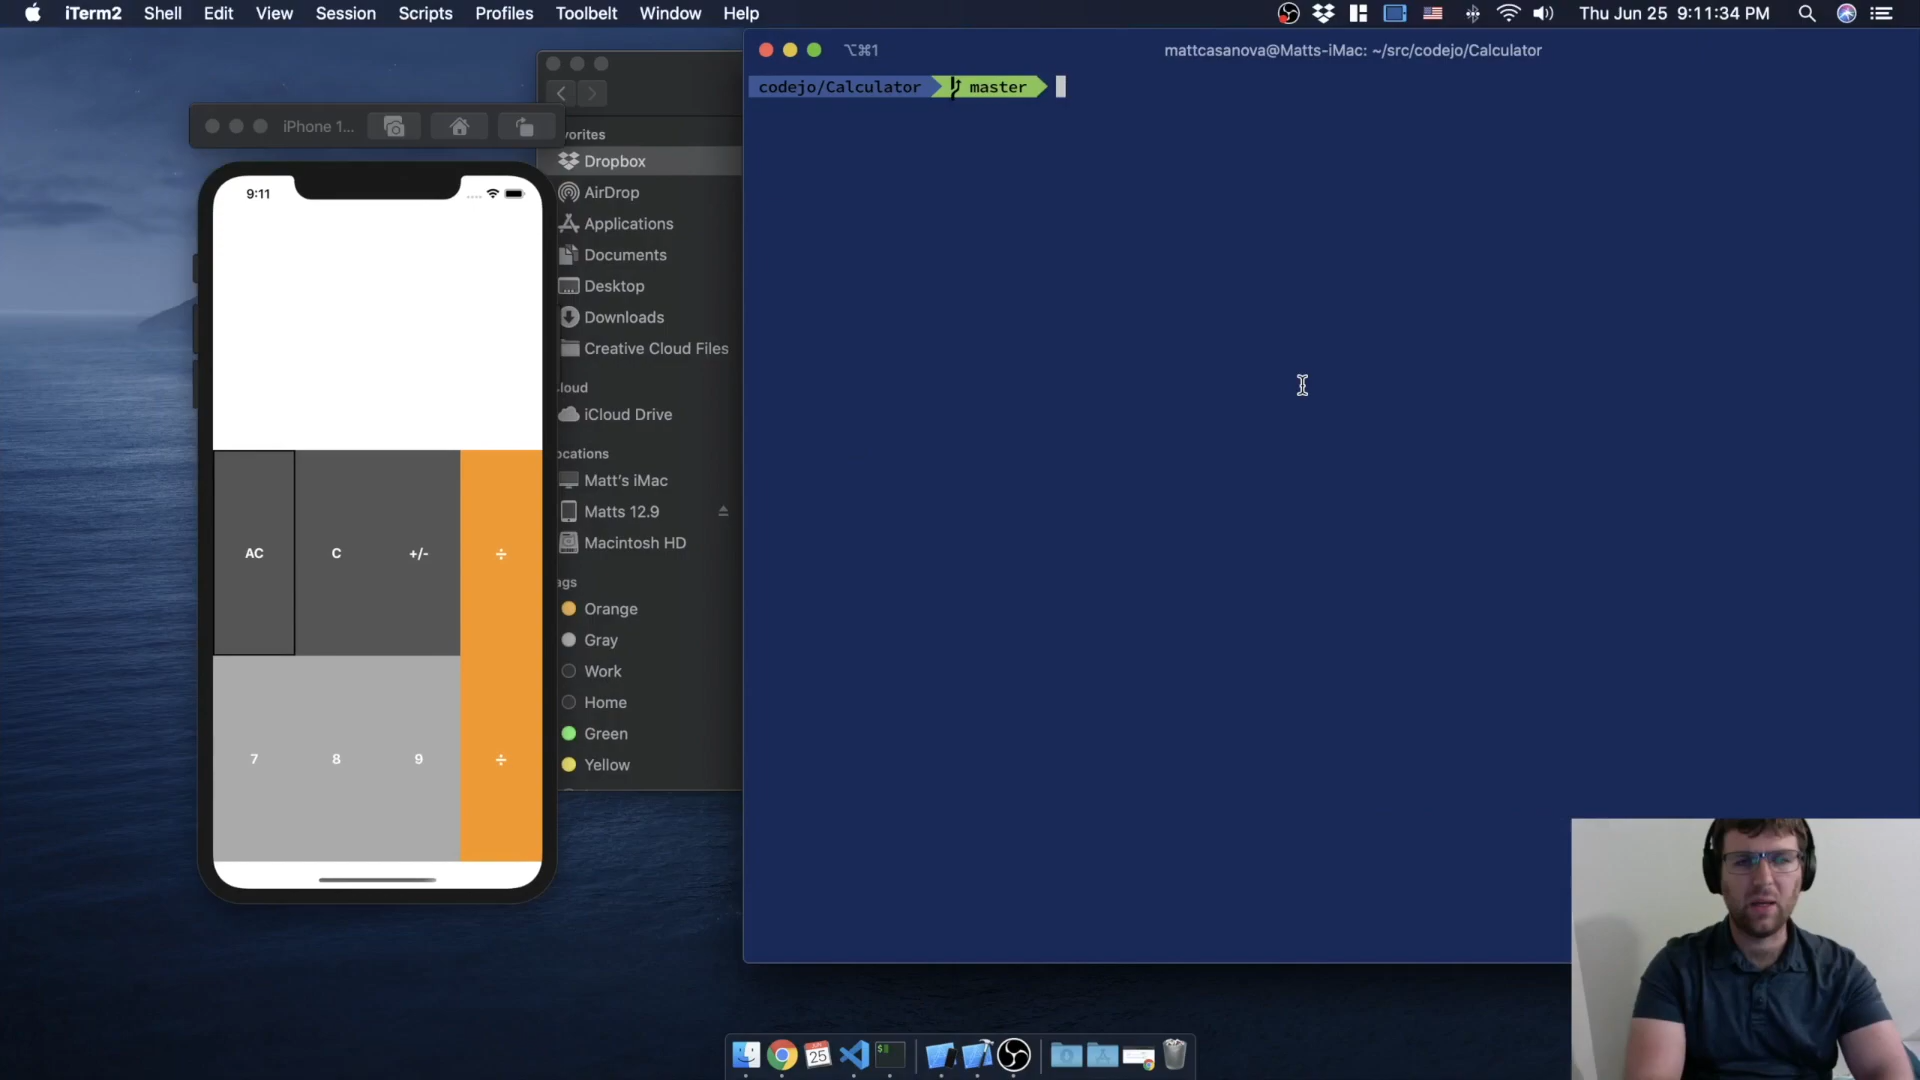 iTerm2 Shell Edit View Session Scripts Profiles Toolbelt Window Help
Thu Jun 25 9:11:34 PM
⌥⌘1
mattcasanova@Matts-iMac: ~/src/codejo/Calculator
codejo/Calculator master
iPhone 1...
9:11
AC C +/- ÷
7 8 9 ÷
vorites
Dropbox
AirDrop
Applications
Documents
Desktop
Downloads
Creative Cloud Files
loud
iCloud Drive
ocations
Matt's iMac
Matts 12.9
Macintosh HD
ags
Orange
Gray
Work
Home
Green
Yellow
JUN
25
$